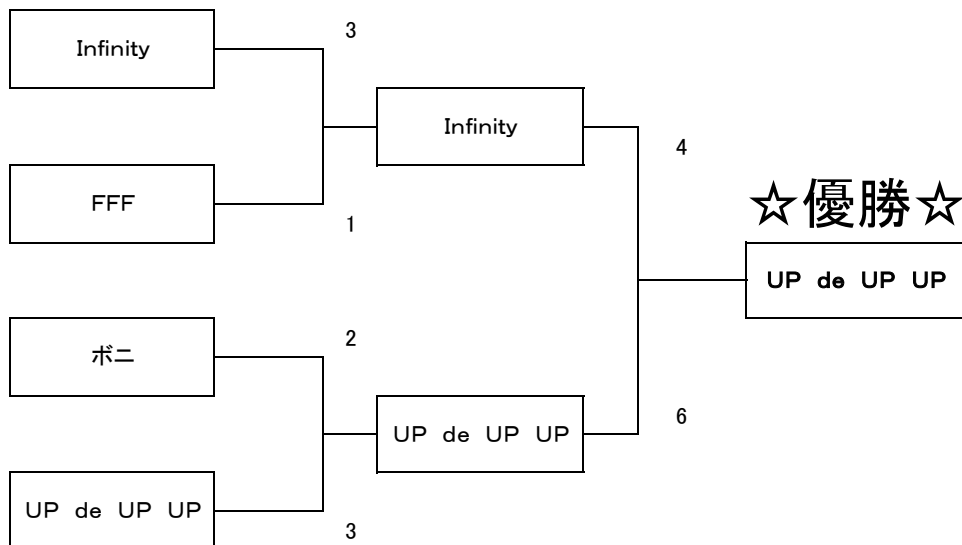 Infinity
3
FFF
1
Infinity
4
ボニ
2
UP de UP UP
3
UP de UP UP
6
☆優勝☆
UP de UP UP